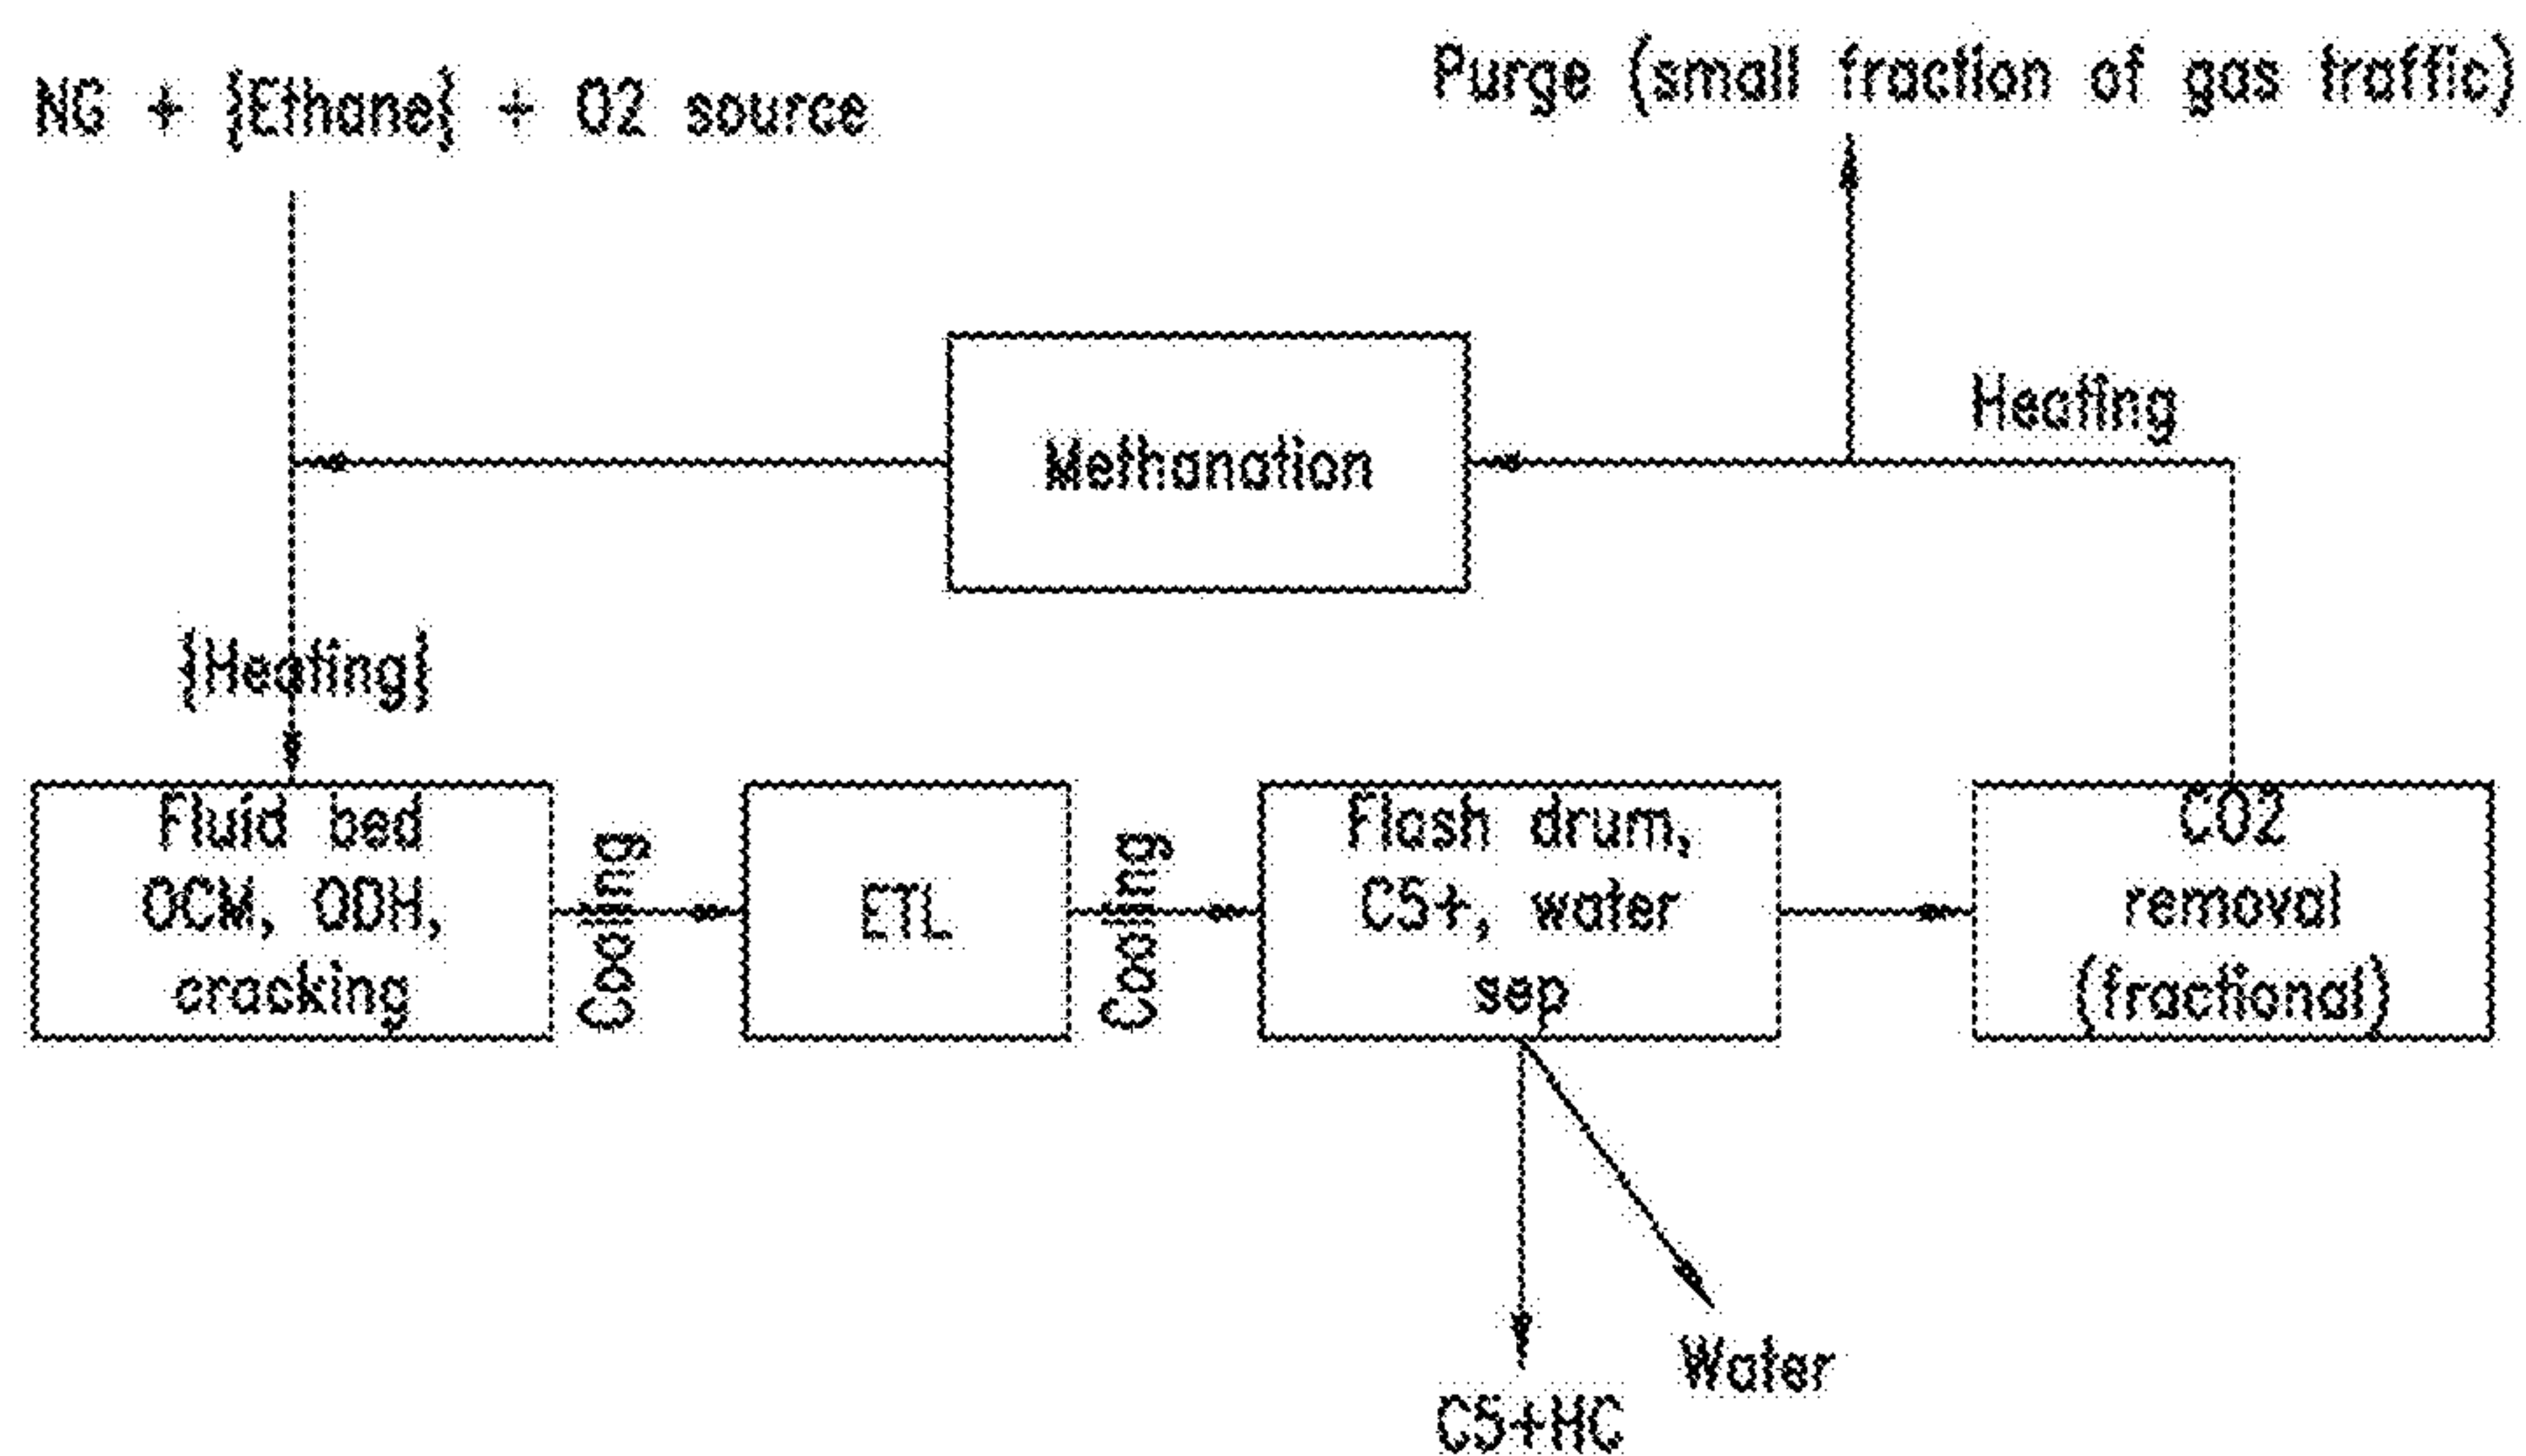 NG + {Ethane} + O2 source
Purge (small fraction of gas traffic)
Heating
Methanation
{Heating}
Fluid bed
OCM, ODH,
cracking
Cooling
ETL
Cooling
Flash drum,
C5+, water
sep
CO2
removal
(fractional)
Water
C5+HC